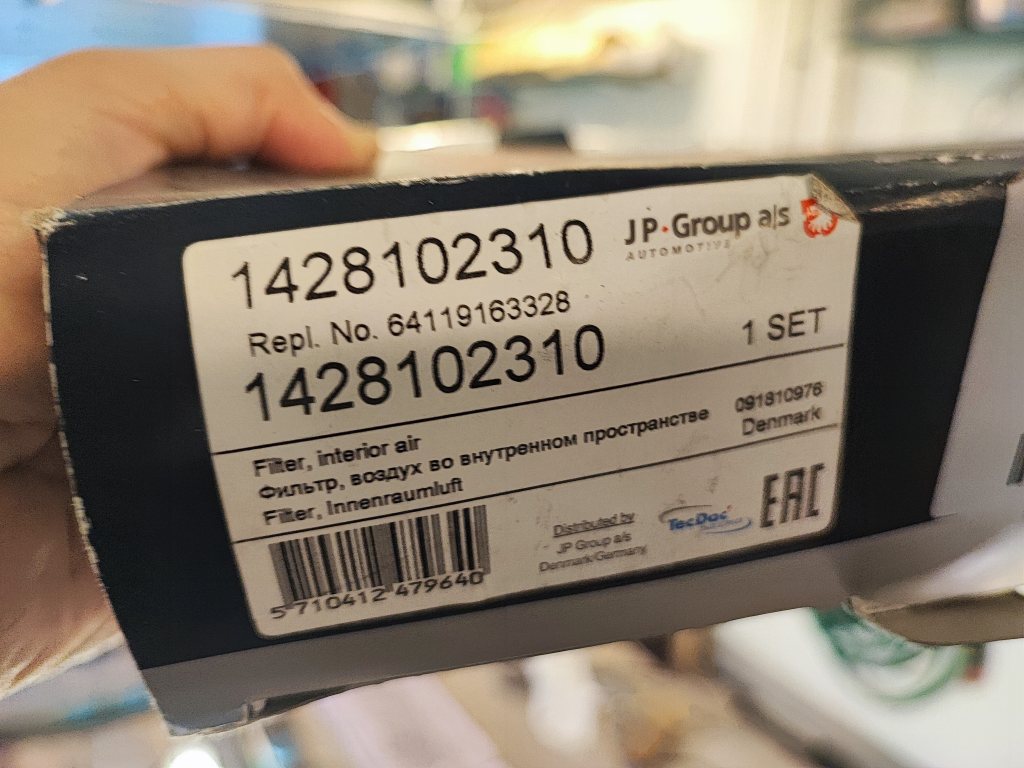 1428102310
JP Group a/s
AUTOMOTIVE
Repl. No. 64119163328
1428102310
1 SET
Filter, interior air
091810976
Фильтр, воздух во внутренном пространстве
Denmark
Filter, Innenraumluft
5 710412 479640
Distributed by
JP Group a/s
Denmark/Germany
TecDoc
EAC